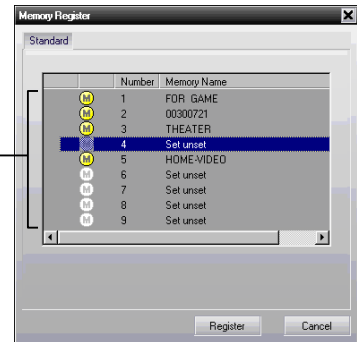 Memory Register
Standard
Number Memory Name
M 1 FOR GAME
M 2 00300721
M 3 THEATER
4 Set unset
M 5 HOME-VIDEO
M 6 Set unset
M 7 Set unset
M 8 Set unset
M 9 Set unset
Register Cancel